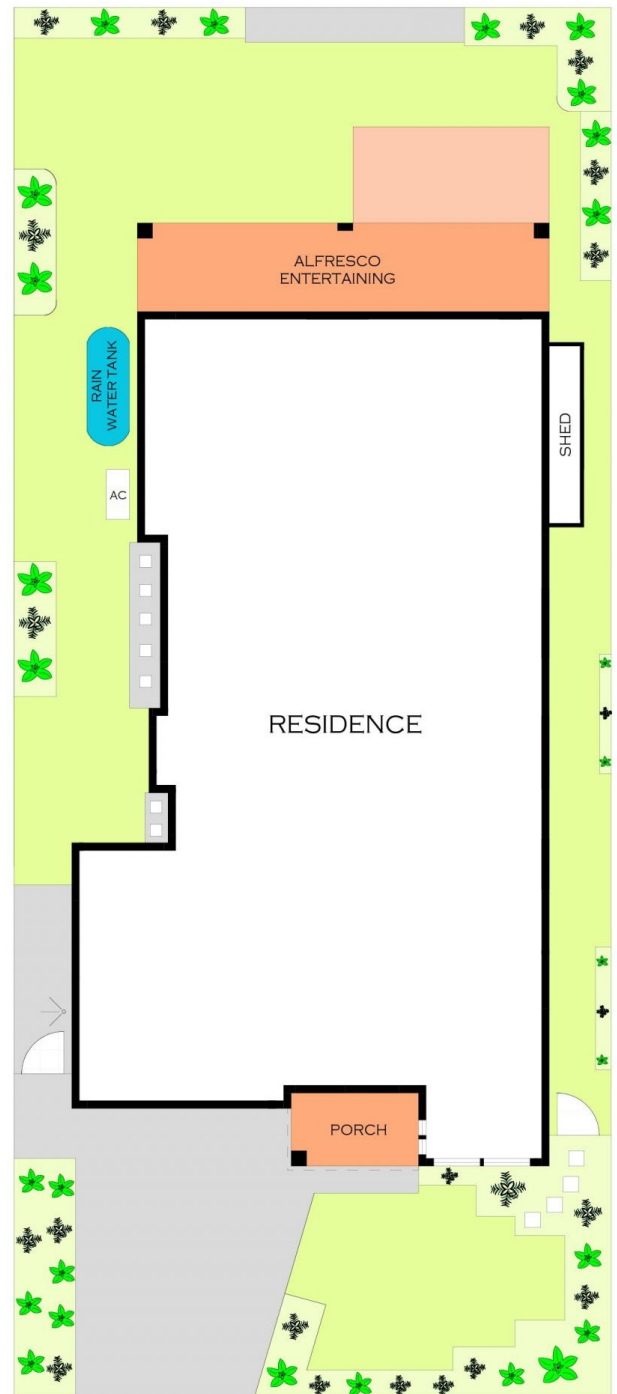 ALFRESCO
ENTERTAINING
RAIN
WATER TANK
SHED
AC
RESIDENCE
PORCH